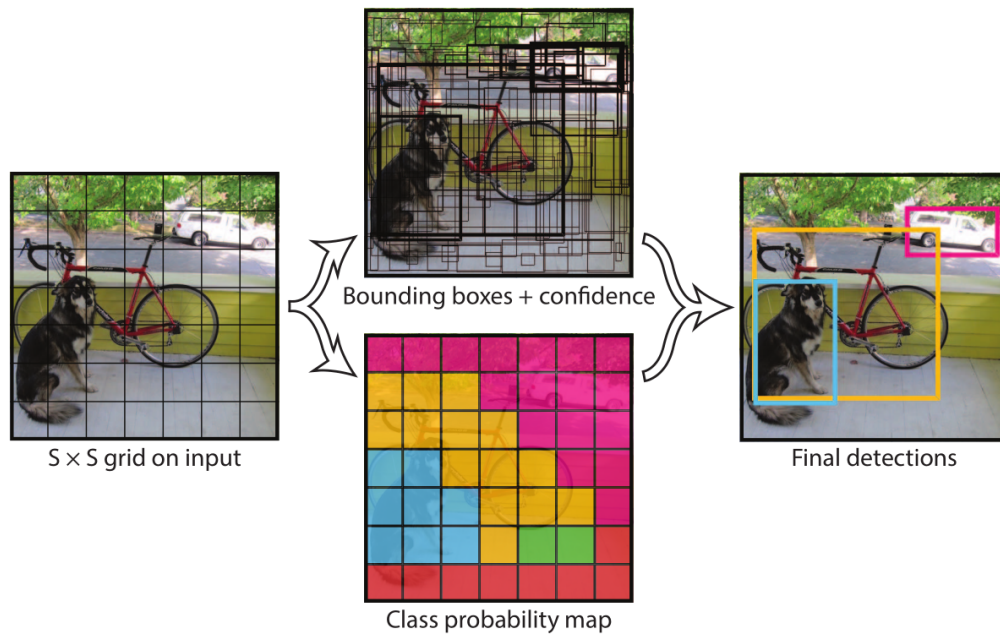 Bounding boxes + confidence
S × S grid on input
Final detections
Class probability map